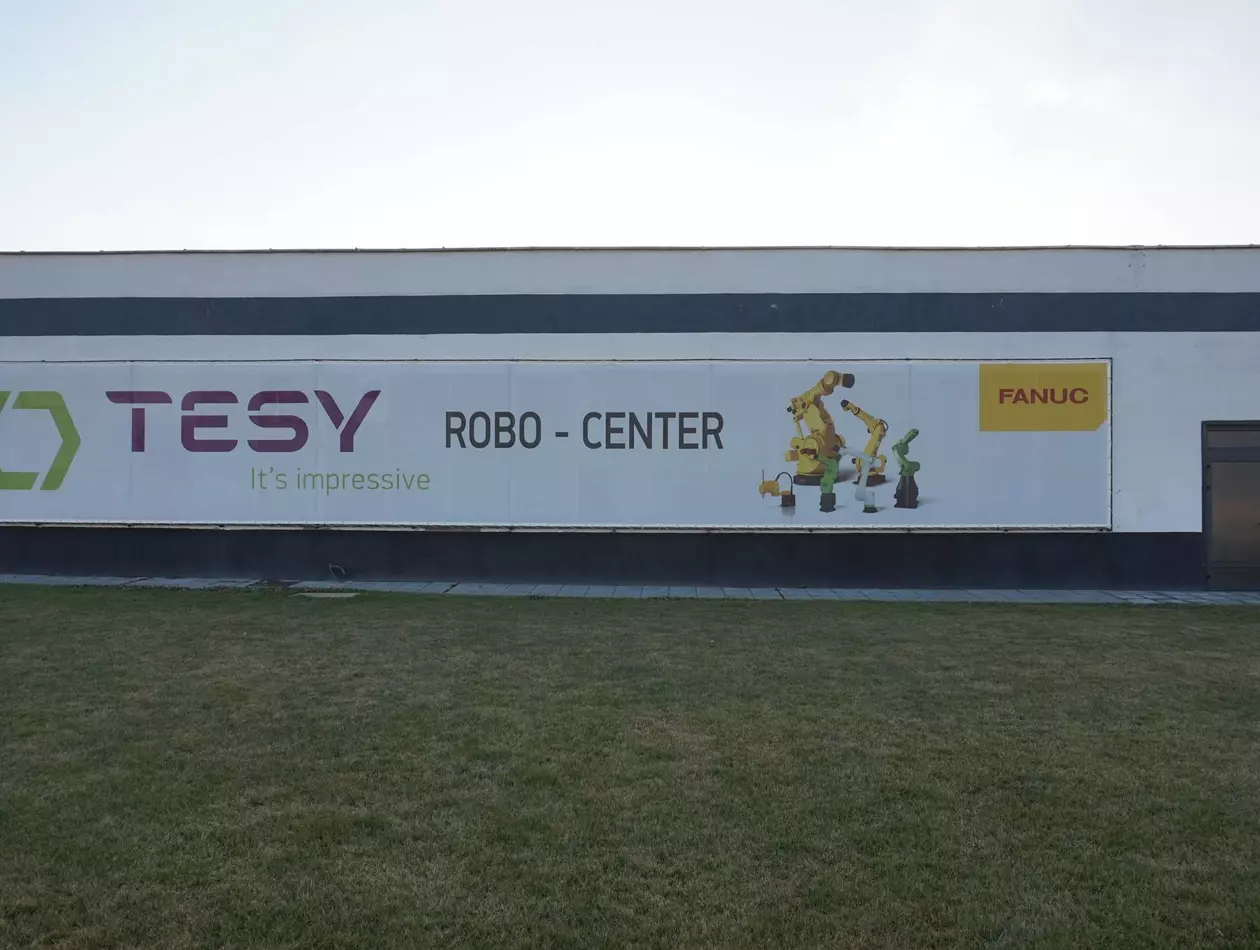 TESY
It's impressive
ROBO - CENTER
FANUC